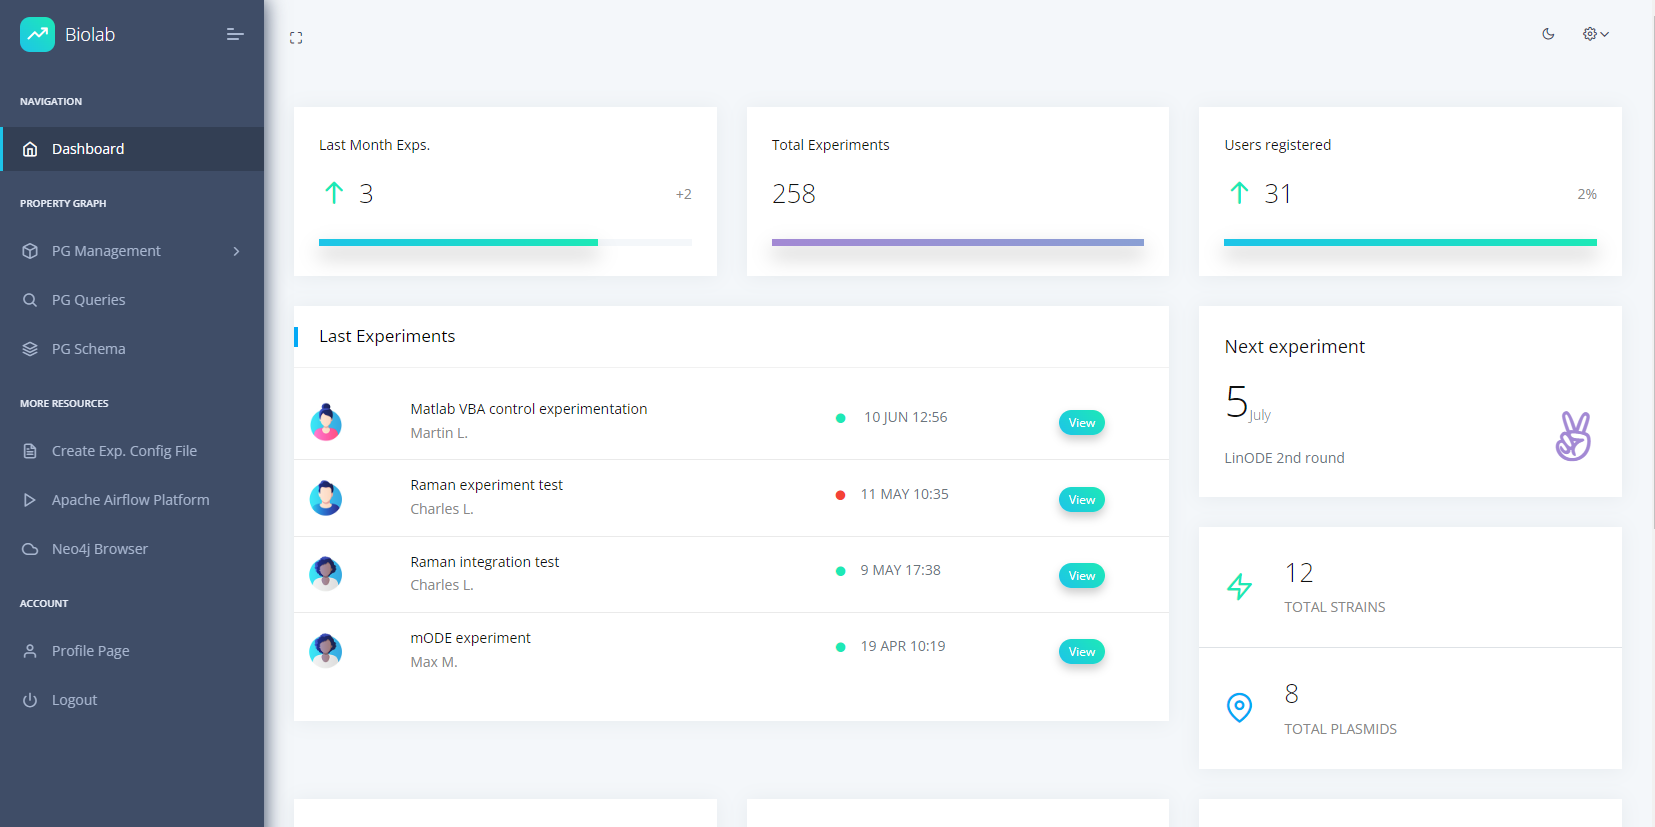 Biolab
NAVIGATION
Dashboard
PROPERTY GRAPH
PG Management
PG Queries
PG Schema
MORE RESOURCES
Create Exp. Config File
Apache Airflow Platform
Neo4j Browser
ACCOUNT
Profile Page
Logout
Last Month Exps.
3
+2
Total Experiments
258
Users registered
31
2%
Last Experiments
Matlab VBA control experimentation
Martin L.
10 JUN 12:56
View
Raman experiment test
Charles L.
11 MAY 10:35
View
Raman integration test
Charles L.
9 MAY 17:38
View
mODE experiment
Max M.
19 APR 10:19
View
Next experiment
5 July
LinODE 2nd round
12
TOTAL STRAINS
8
TOTAL PLASMIDS